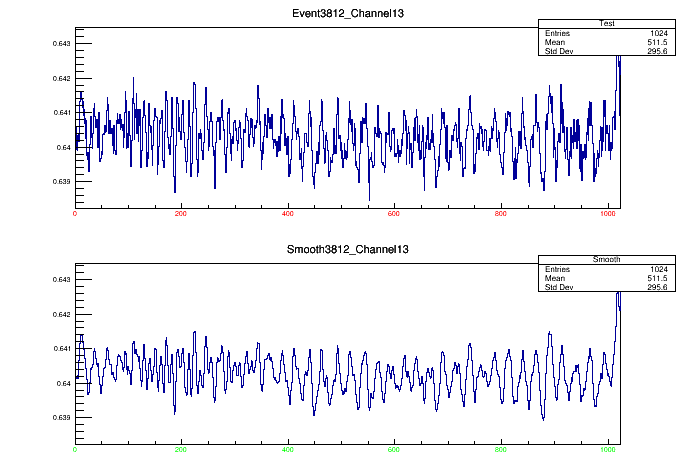 Event3812_Channel13
Test
Entries 1024
Mean 511.5
Std Dev 295.6
0.643
0.642
0.641
0.64
0.639
0 200 400 600 800 1000
Smooth3812_Channel13
Smooth
Entries 1024
Mean 511.5
Std Dev 295.6
0.643
0.642
0.641
0.64
0.639
0 200 400 600 800 1000